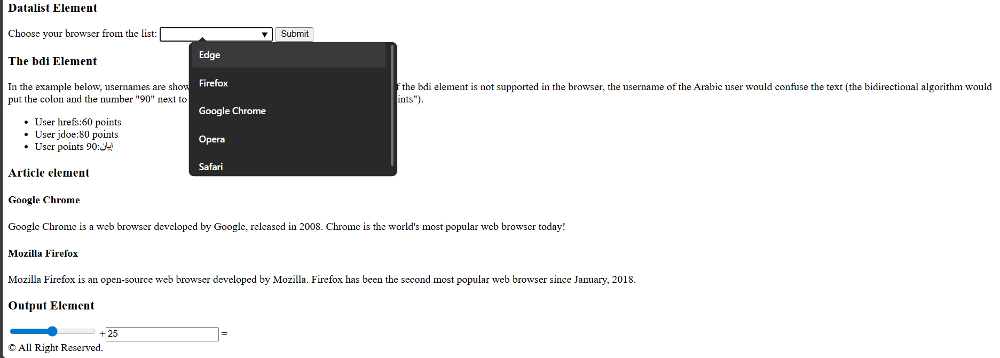 Datalist Element
Choose your browser from the list: Submit
Edge
Firefox
Google Chrome
Opera
Safari
The bdi Element
In the example below, usernames are show f the bdi element is not supported in the browser, the username of the Arabic user would confuse the text (the bidirectional algorithm would
put the colon and the number "90" next to ints").
User hrefs:60 points
User jdoe:80 points
User points 90:إيان
Article element
Google Chrome
Google Chrome is a web browser developed by Google, released in 2008. Chrome is the world's most popular web browser today!
Mozilla Firefox
Mozilla Firefox is an open-source web browser developed by Mozilla. Firefox has been the second most popular web browser since January, 2018.
Output Element
+25 =
© All Right Reserved.